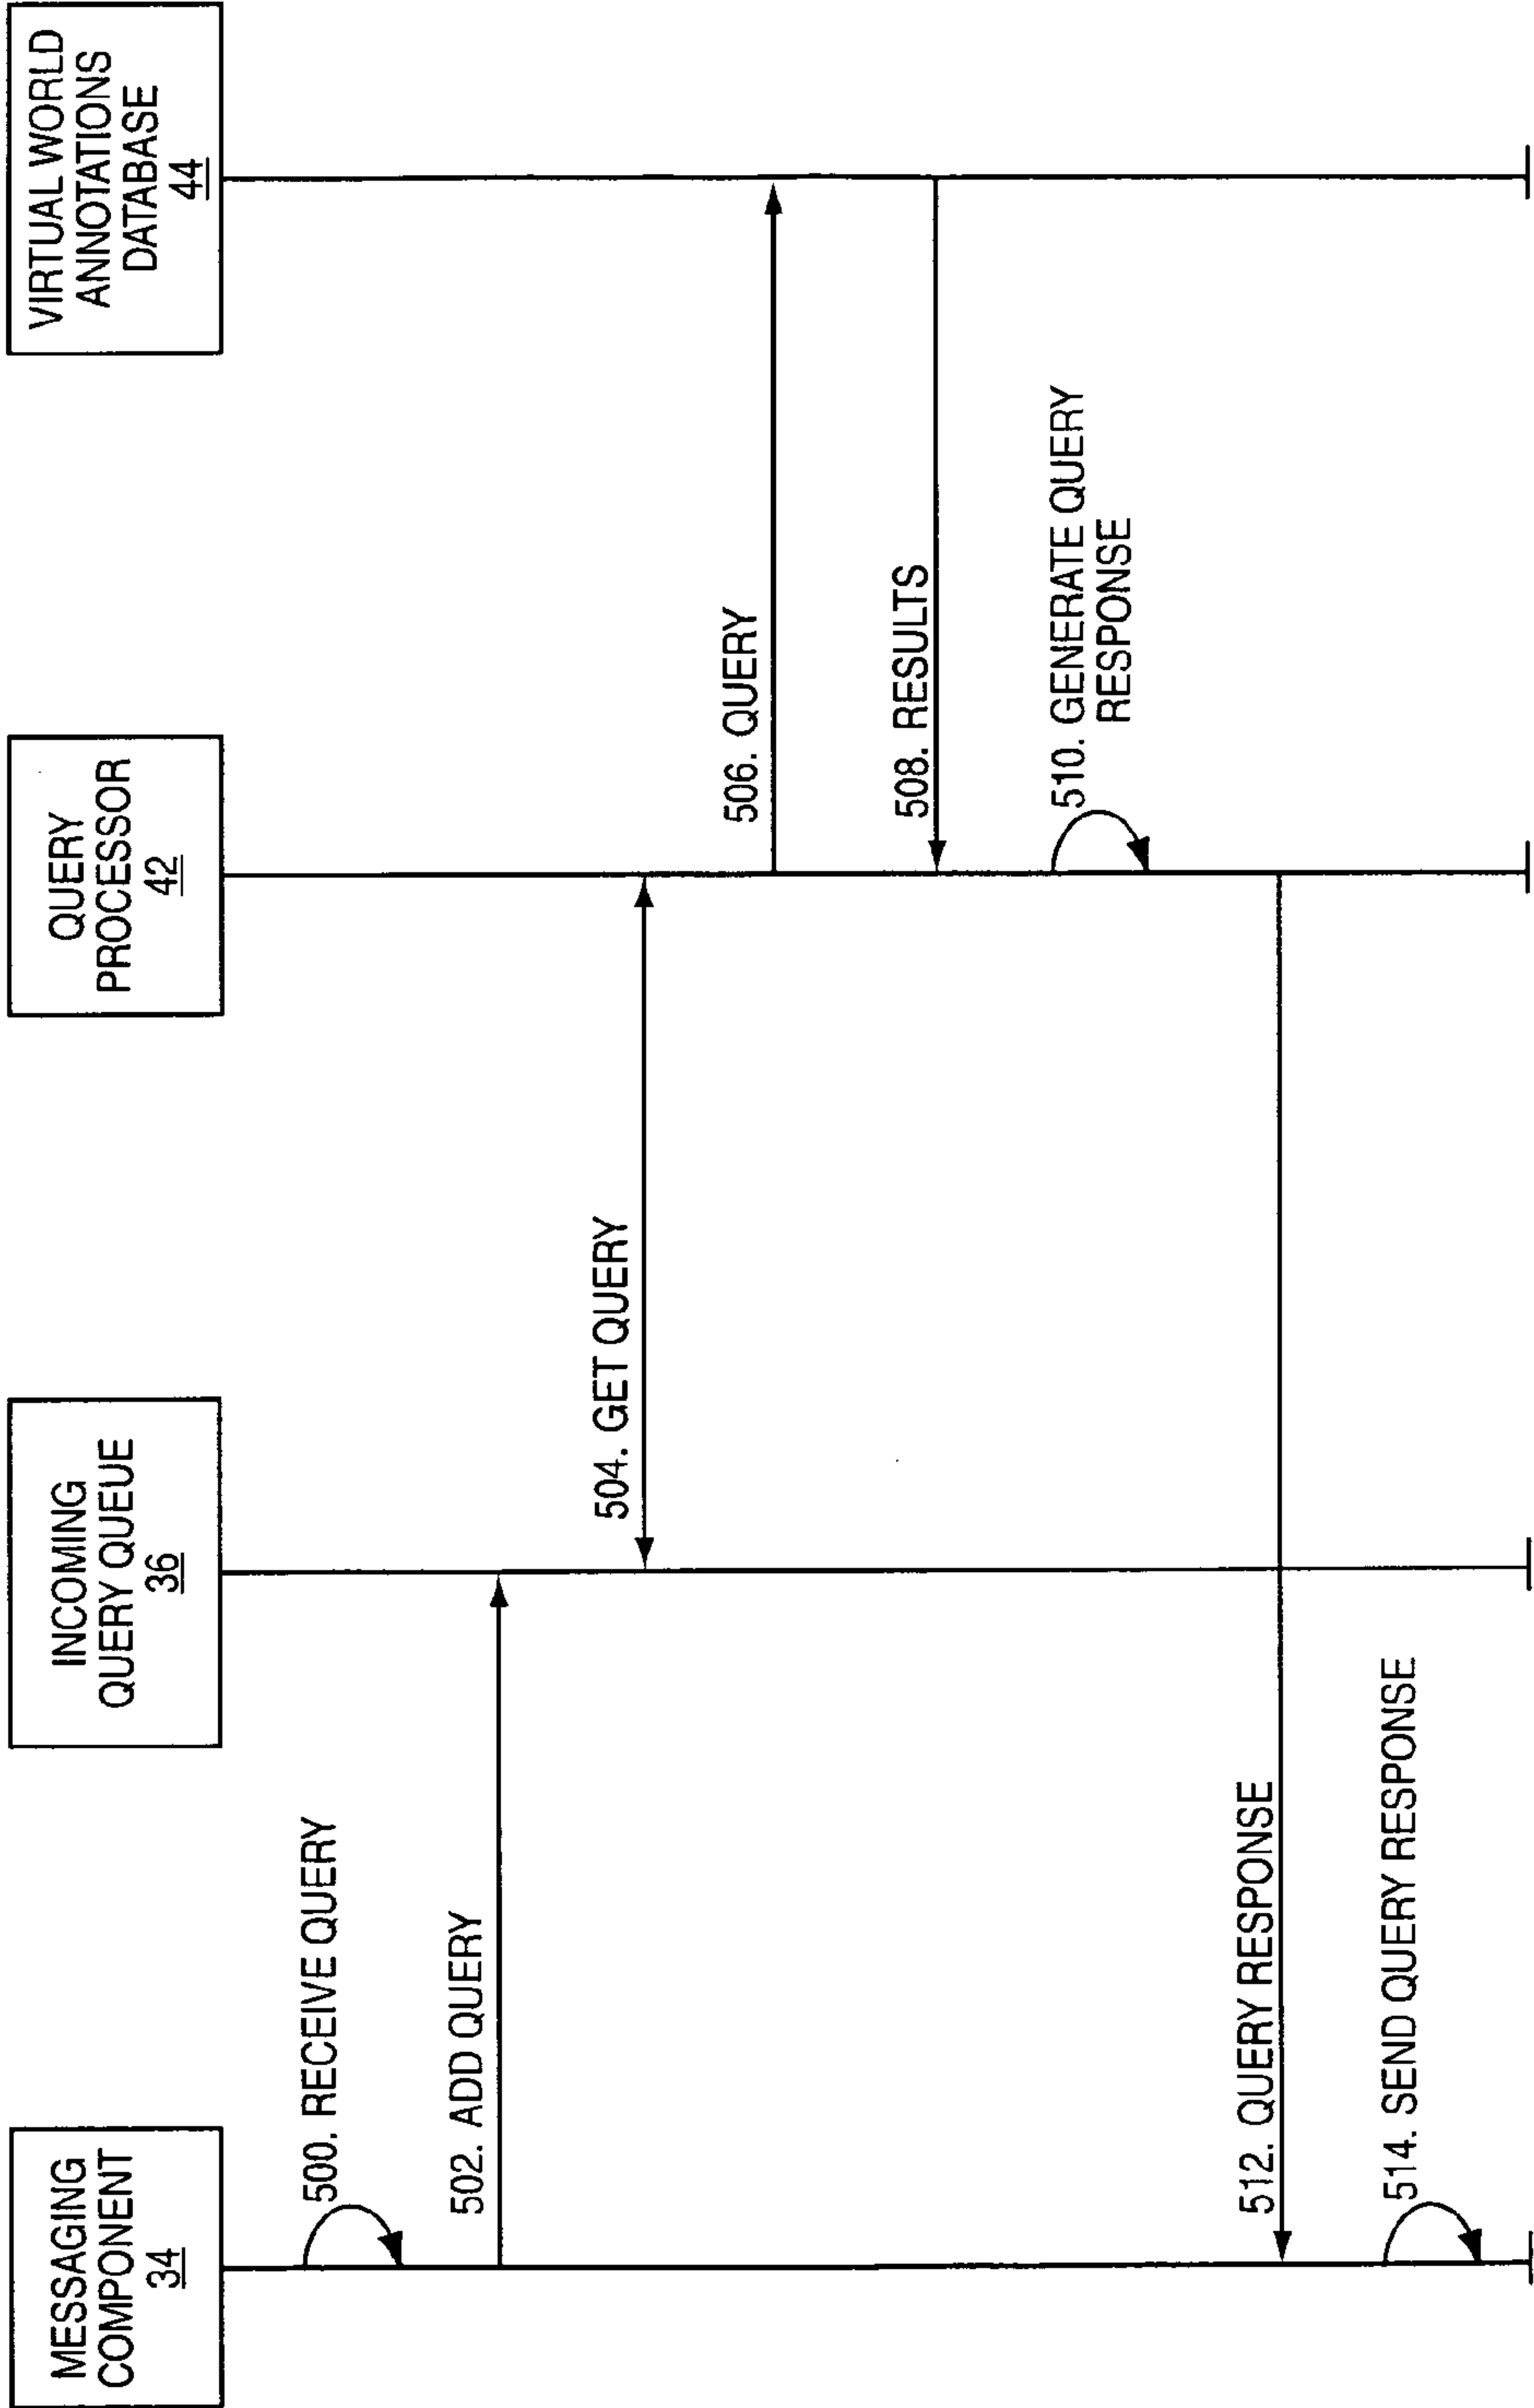 MESSAGING
COMPONENT
34
INCOMING
QUERY QUEUE
36
QUERY
PROCESSOR
42
VIRTUAL WORLD
ANNOTATIONS
DATABASE
44
500. RECEIVE QUERY
502. ADD QUERY
504. GET QUERY
506. QUERY
508. RESULTS
510. GENERATE QUERY
RESPONSE
512. QUERY RESPONSE
514. SEND QUERY RESPONSE